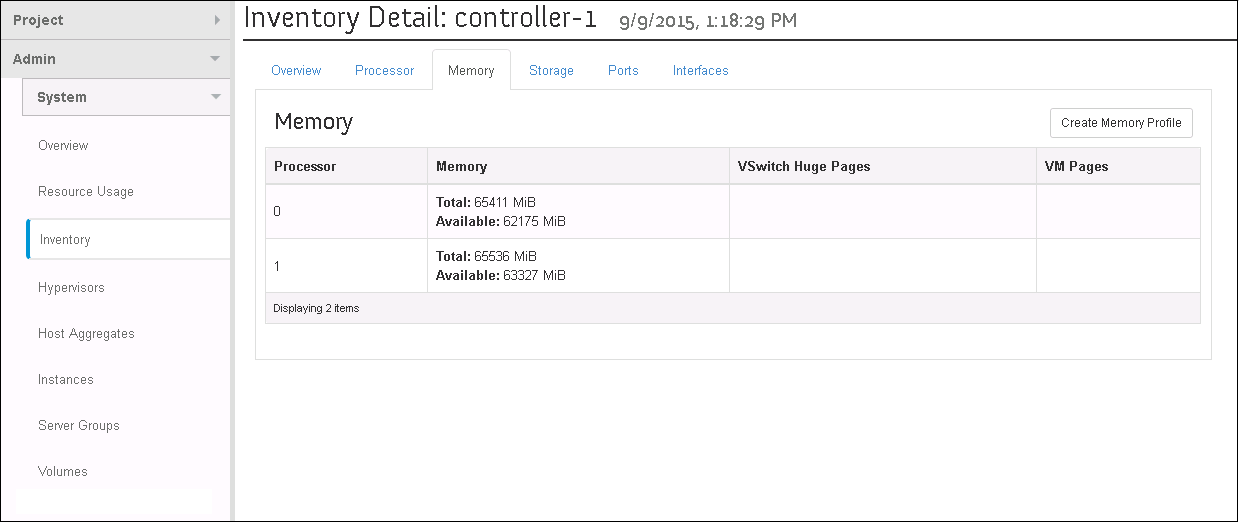 Project
Admin
System
Overview
Resource Usage
Inventory
Hypervisors
Host Aggregates
Instances
Server Groups
Volumes
Inventory Detail: controller-1 9/9/2015, 1:18:29 PM
Overview Processor Memory Storage Ports Interfaces
Memory
Create Memory Profile
Processor Memory VSwitch Huge Pages VM Pages
0
Total: 65411 MiB
Available: 62175 MiB
1
Total: 65536 MiB
Available: 63327 MiB
Displaying 2 items